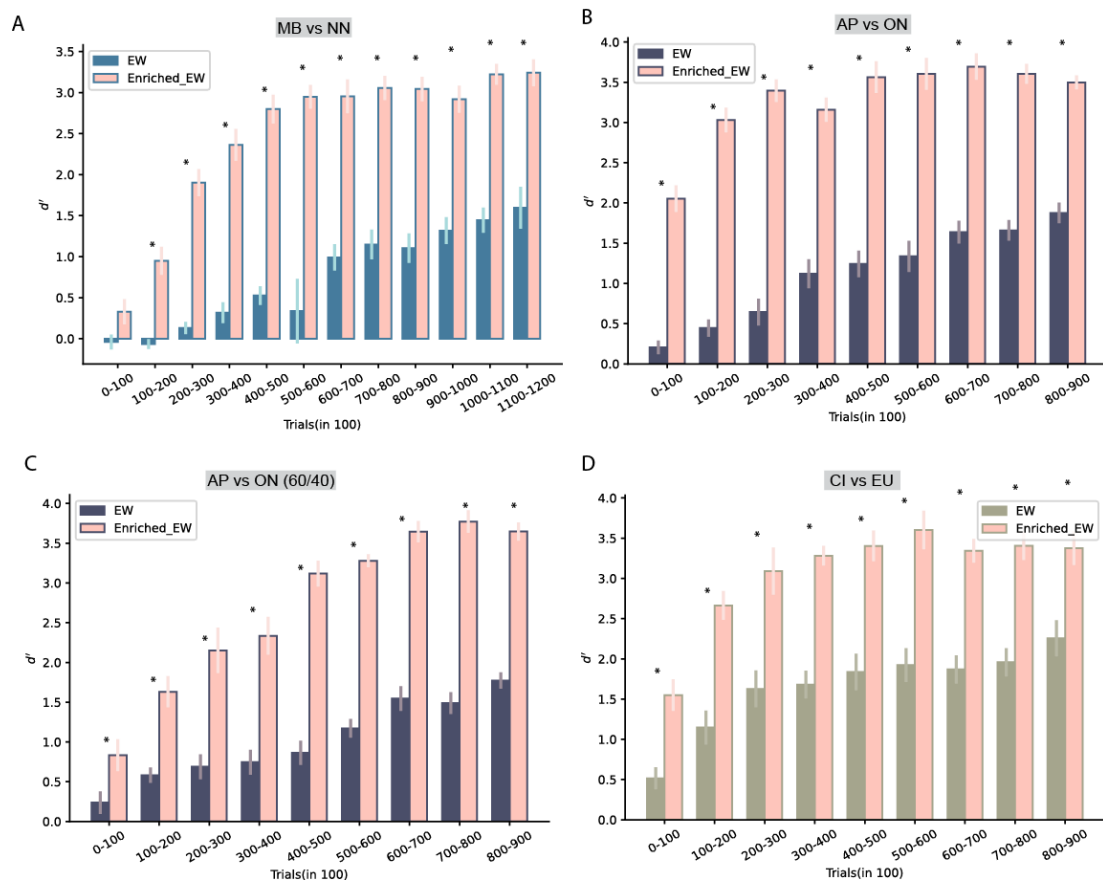 A
MB vs NN
EW
Enriched_EW
3.5
3.0
2.5
2.0
1.5
1.0
0.5
0.0
d′
* * * * * * * * * * *
0-100
100-200
200-300
300-400
400-500
500-600
600-700
700-800
800-900
900-1000
1000-1100
1100-1200
Trials(in 100)
B
AP vs ON
EW
Enriched_EW
4.0
3.5
3.0
2.5
2.0
1.5
1.0
0.5
0.0
d′
* * * * * * * * *
0-100
100-200
200-300
300-400
400-500
500-600
600-700
700-800
800-900
Trials(in 100)
C
AP vs ON (60/40)
EW
Enriched_EW
4.0
3.5
3.0
2.5
2.0
1.5
1.0
0.5
0.0
d′
* * * * * * * * *
0-100
100-200
200-300
300-400
400-500
500-600
600-700
700-800
800-900
Trials(in 100)
D
CI vs EU
EW
Enriched_EW
4.0
3.5
3.0
2.5
2.0
1.5
1.0
0.5
0.0
d′
* * * * * * * * *
0-100
100-200
200-300
300-400
400-500
500-600
600-700
700-800
800-900
Trials(in 100)